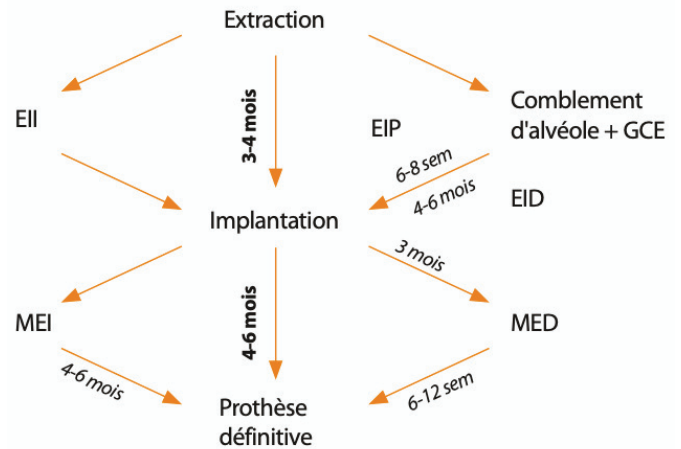 Extraction
3-4 mois
EII
EIP
Comblement
d'alvéole + GCE
6-8 sem
4-6 mois
EID
Implantation
3 mois
4-6 mois
MEI
MED
4-6 mois
6-12 sem
Prothèse
définitive